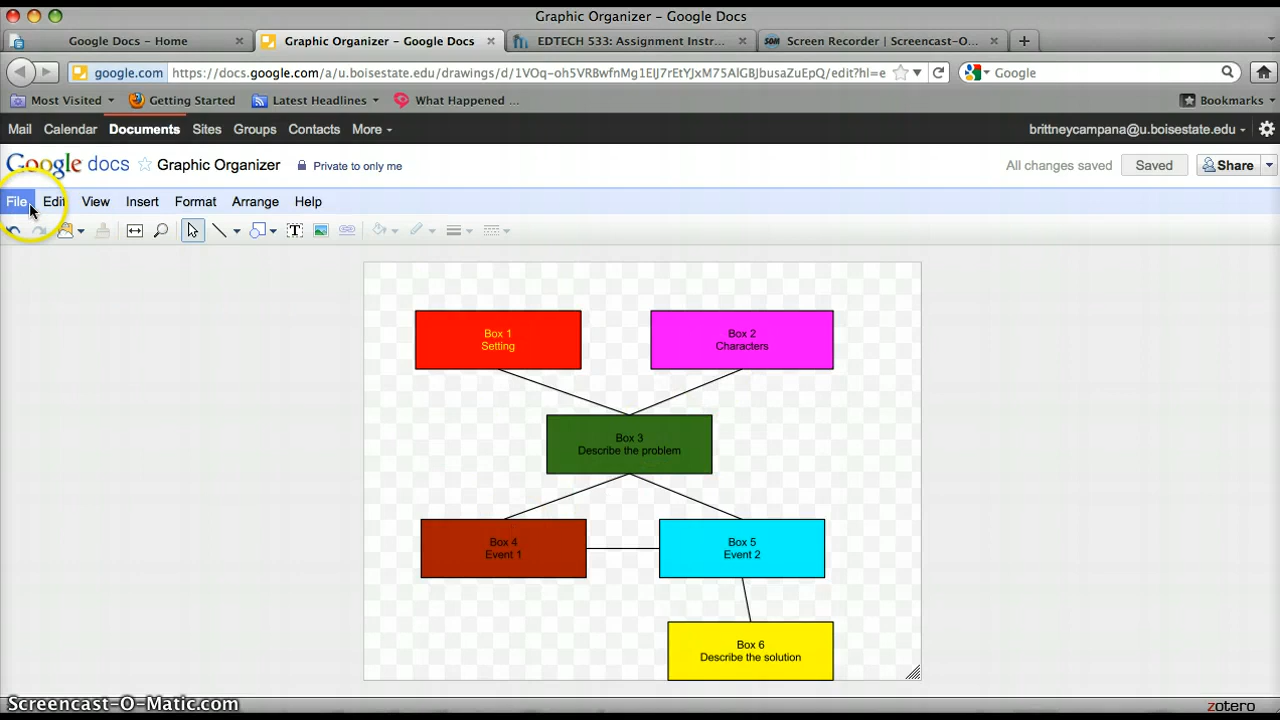 Graphic Organizer – Google Docs
Google Docs – Home
Graphic Organizer – Google Docs
EDTECH 533: Assignment Instr...
Screen Recorder | Screencast-O...
google.com
https://docs.google.com/a/u.boisestate.edu/drawings/d/1VOq-oh5VRBwfnMg1EIJ7rEtYJxM75AlGBJbusaZuEpQ/edit?hl=e
Google
Most Visited
Getting Started
Latest Headlines
What Happened ...
Bookmarks
Mail Calendar Documents Sites Groups Contacts More
brittneycampana@u.boisestate.edu
Google docs
Graphic Organizer
Private to only me
All changes saved
Saved
Share
File Edit View Insert Format Arrange Help
Box 1
Setting
Box 2
Characters
Box 3
Describe the problem
Box 4
Event 1
Box 5
Event 2
Box 6
Describe the solution
Screencast-O-Matic.com
zotero